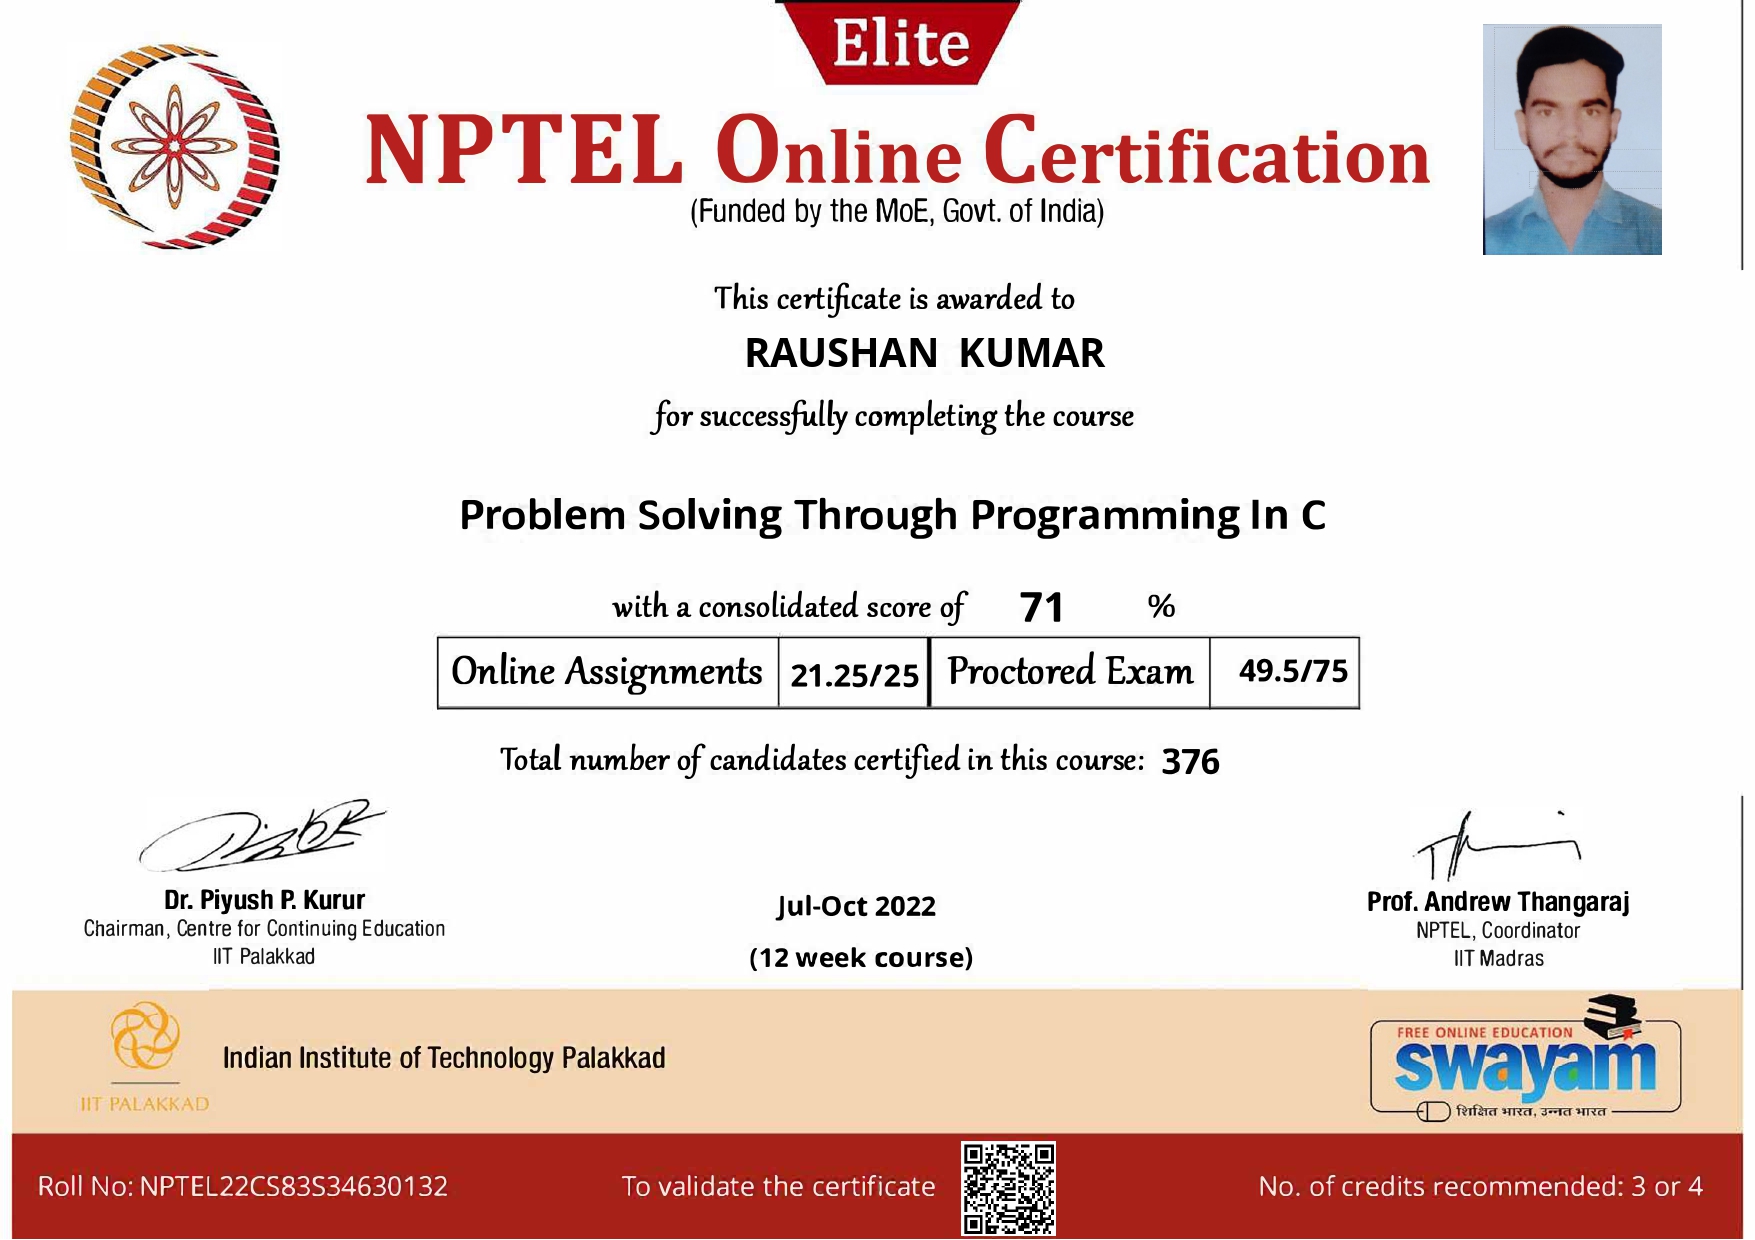 Elite
NPTEL Online Certification
(Funded by the MoE, Govt. of India)
This certificate is awarded to
RAUSHAN KUMAR
for successfully completing the course
Problem Solving Through Programming In C
with a consolidated score of 71 %
Online Assignments 21.25/25 Proctored Exam 49.5/75
Total number of candidates certified in this course: 376
Dr. Piyush P. Kurur
Chairman, Centre for Continuing Education
IIT Palakkad
Jul-Oct 2022
(12 week course)
Prof. Andrew Thangaraj
NPTEL, Coordinator
IIT Madras
IIT PALAKKAD
Indian Institute of Technology Palakkad
FREE ONLINE EDUCATION
swayam
शिक्षित भारत, उन्नत भारत
Roll No: NPTEL22CS83S34630132
To validate the certificate
No. of credits recommended: 3 or 4